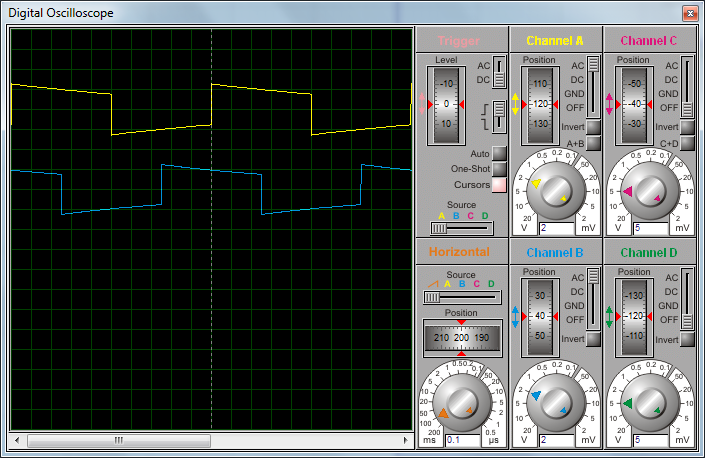 Digital Oscilloscope
Trigger
Level
-10
0
10
AC
DC
Auto
One-Shot
Cursors
Source
A B C D
Channel A
Position
-110
-120
-130
AC
DC
GND
OFF
Invert
A+B
20 10 5 2 1 0.5 0.2 0.1 50 20 10 5 2
V
2
mV
Channel C
Position
-50
-40
-30
AC
DC
GND
OFF
Invert
C+D
20 10 5 2 1 0.5 0.2 0.1 50 20 10 5 2
V
5
mV
Horizontal
Source
A B C D
Position
210 200 190
200 100 50 20 10 5 2 1 0.5 0.2 0.1 50 20 10 5 2 1 0.5
ms
0.1
µs
Channel B
Position
30
40
50
AC
DC
GND
OFF
Invert
20 10 5 2 1 0.5 0.2 0.1 50 20 10 5 2
V
2
mV
Channel D
Position
-130
-120
-110
AC
DC
GND
OFF
Invert
20 10 5 2 1 0.5 0.2 0.1 50 20 10 5 2
V
5
mV